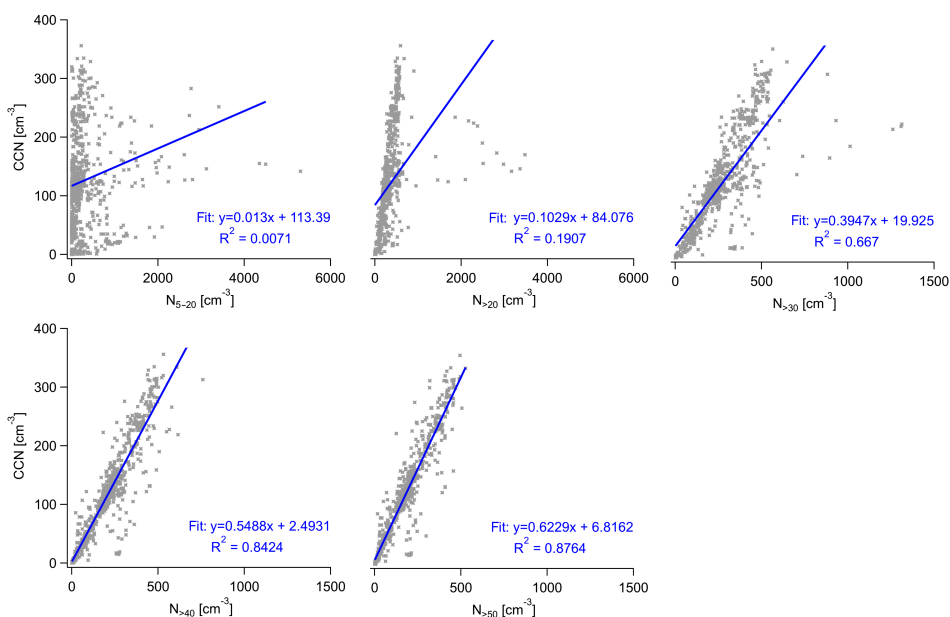 400
300
200
100
0
CCN [cm⁻³]
0 2000 4000 6000
N₅₋₂₀ [cm⁻³]
Fit: y=0.013x + 113.39
R² = 0.0071
0 2000 4000 6000
N>20 [cm⁻³]
Fit: y=0.1029x + 84.076
R² = 0.1907
0 500 1000 1500
N>30 [cm⁻³]
Fit: y=0.3947x + 19.925
R² = 0.667
400
300
200
100
0
CCN [cm⁻³]
0 500 1000 1500
N>40 [cm⁻³]
Fit: y=0.5488x + 2.4931
R² = 0.8424
0 500 1000 1500
N>50 [cm⁻³]
Fit: y=0.6229x + 6.8162
R² = 0.8764